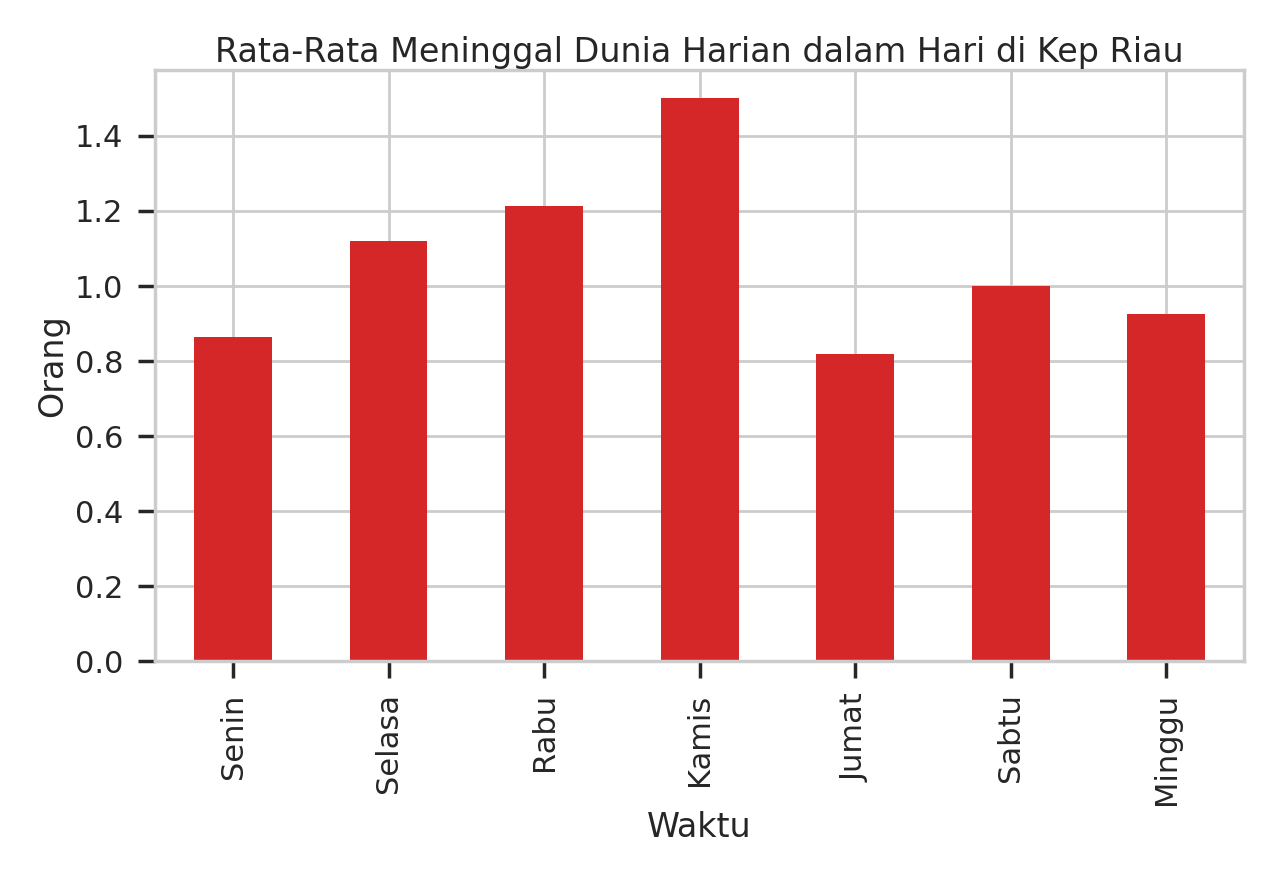 Rata-Rata Meninggal Dunia Harian dalam Hari di Kep Riau
Orang
1.4
1.2
1.0
0.8
0.6
0.4
0.2
0.0
Senin
Selasa
Rabu
Kamis
Jumat
Sabtu
Minggu
Waktu